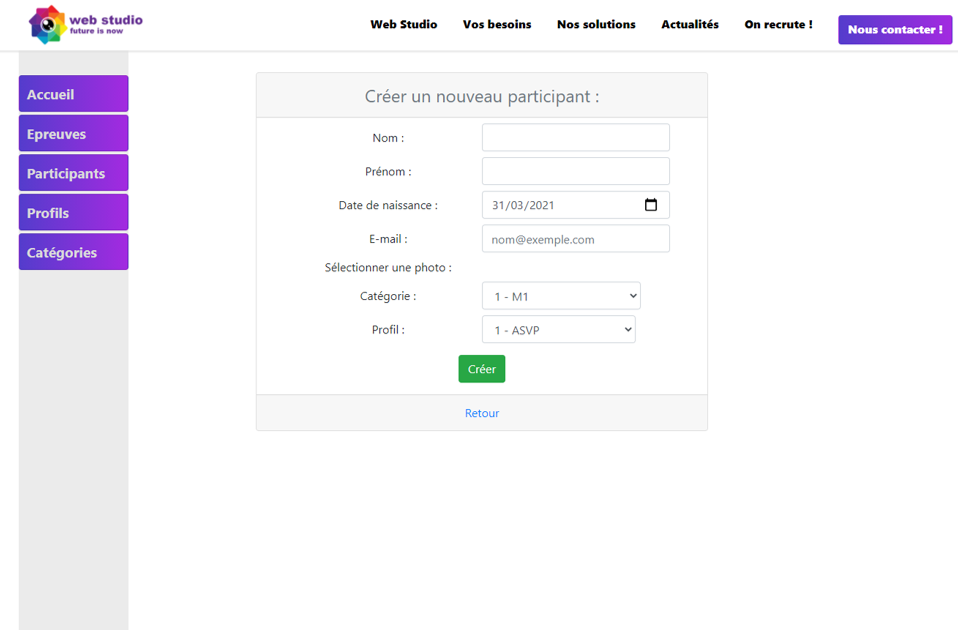 web studio
future is now
Web Studio Vos besoins Nos solutions Actualités On recrute ! Nous contacter !
Accueil
Epreuves
Participants
Profils
Catégories
Créer un nouveau participant :
Nom :
Prénom :
Date de naissance : 31/03/2021
E-mail : nom@exemple.com
Sélectionner une photo :
Catégorie : 1 - M1
Profil : 1 - ASVP
Créer
Retour